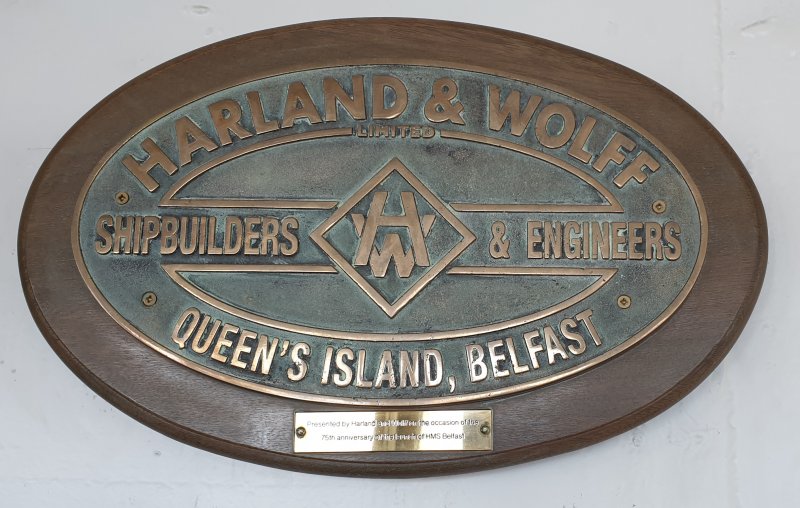 HARLAND & WOLFF
LIMITED
SHIPBUILDERS & ENGINEERS
HW
QUEEN'S ISLAND, BELFAST
Presented by Harland and Wolff on the occasion of the
75th anniversary of the launch of HMS Belfast